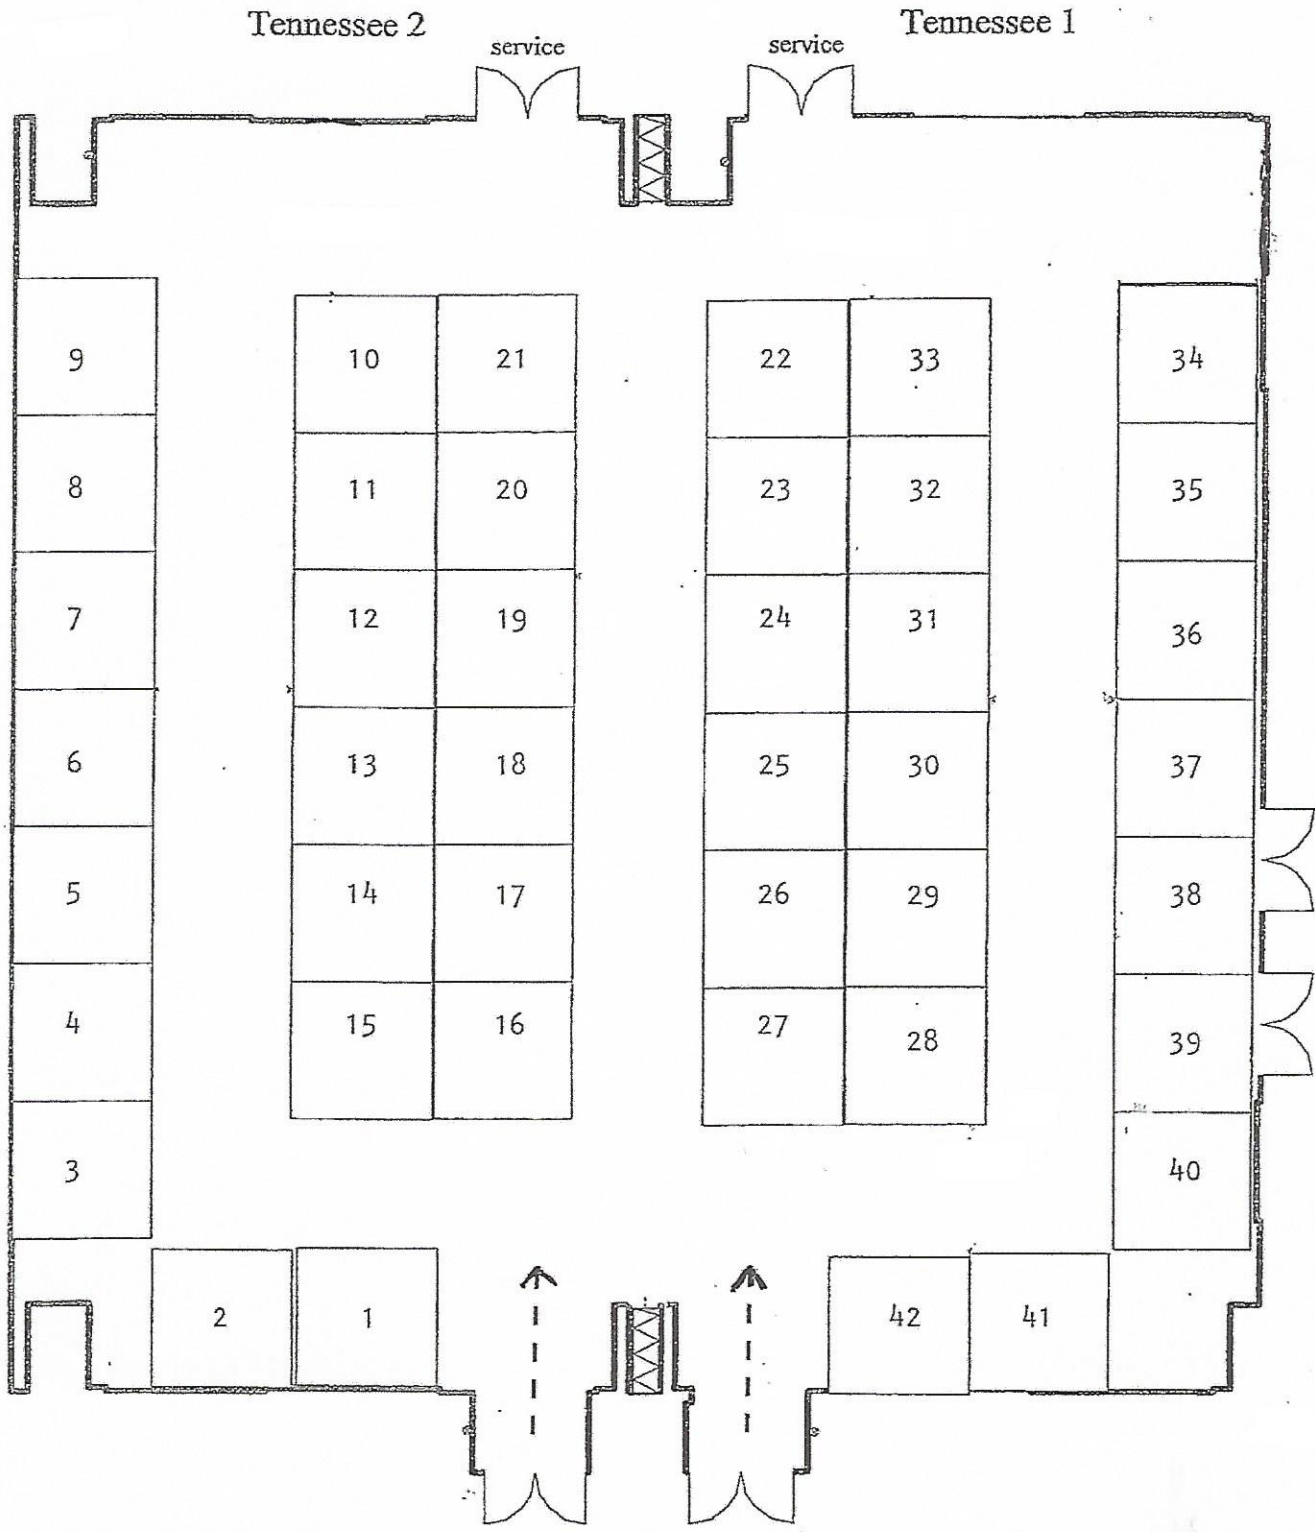 Tennessee 2 Tennessee 1
service service
9 10 21 22 33 34
8 11 20 23 32 35
7 12 19 24 31 36
6 13 18 25 30 37
5 14 17 26 29 38
4 15 16 27 28 39
3 40
2 1 42 41